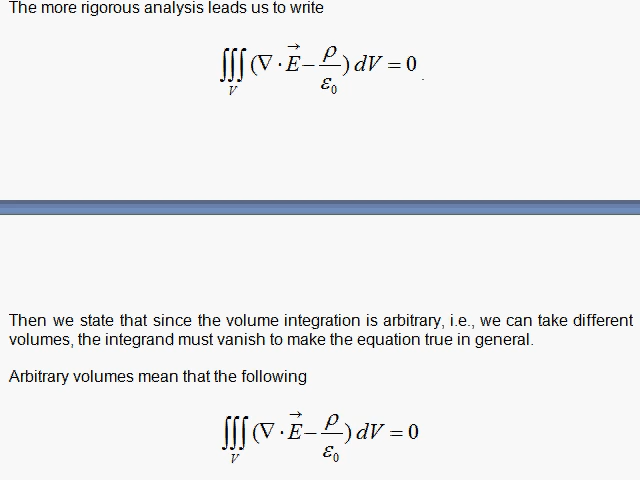 The more rigorous analysis leads us to write
∭_V (∇ · E⃗ − ρ/ε₀) dV = 0 .
Then we state that since the volume integration is arbitrary, i.e., we can take different
volumes, the integrand must vanish to make the equation true in general.
Arbitrary volumes mean that the following
∭_V (∇ · E⃗ − ρ/ε₀) dV = 0